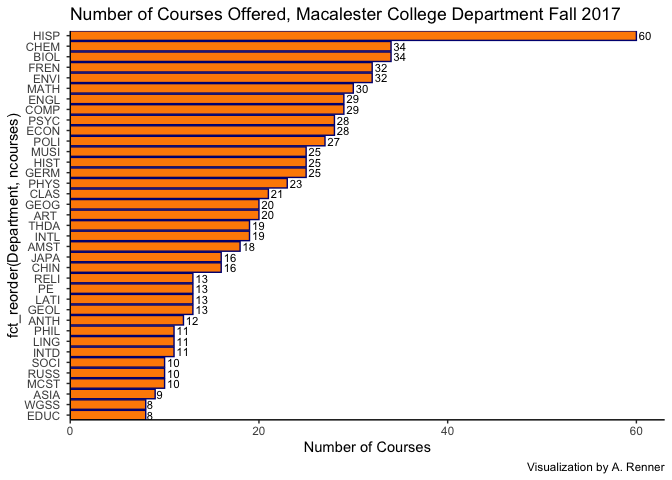 Number of Courses Offered, Macalester College Department Fall 2017
fct_reorder(Department, ncourses)
HISP 60
CHEM 34
BIOL 34
FREN 32
ENVI 32
MATH 30
ENGL 29
COMP 29
PSYC 28
ECON 28
POLI 27
MUSI 25
HIST 25
GERM 25
PHYS 23
CLAS 21
GEOG 20
ART 20
THDA 19
INTL 19
AMST 18
JAPA 16
CHIN 16
RELI 13
PE 13
LATI 13
GEOL 13
ANTH 12
PHIL 11
LING 11
INTD 11
SOCI 10
RUSS 10
MCST 10
ASIA 9
WGSS 8
EDUC 8
0 20 40 60
Number of Courses
Visualization by A. Renner